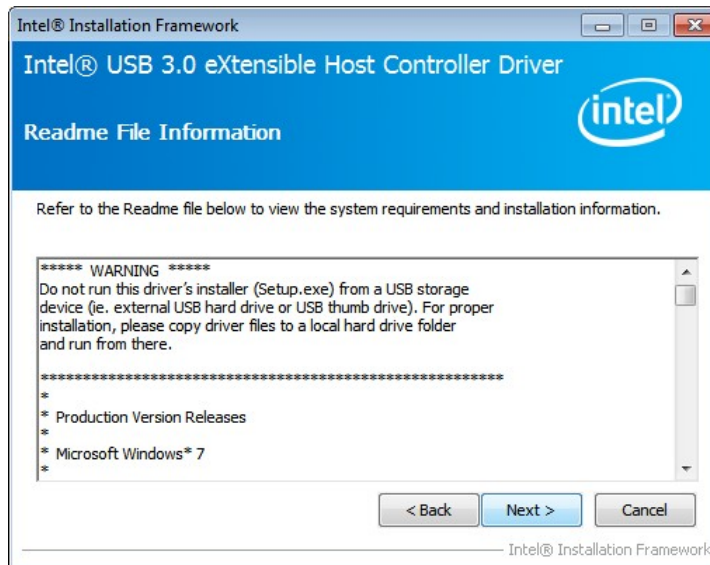 Intel® Installation Framework
Intel® USB 3.0 eXtensible Host Controller Driver
intel
Readme File Information
Refer to the Readme file below to view the system requirements and installation information.
***** WARNING *****
Do not run this driver's installer (Setup.exe) from a USB storage
device (ie. external USB hard drive or USB thumb drive). For proper
installation, please copy driver files to a local hard drive folder
and run from there.
*******************************************************
*
* Production Version Releases
*
* Microsoft Windows* 7
*
< Back
Next >
Cancel
Intel® Installation Framework